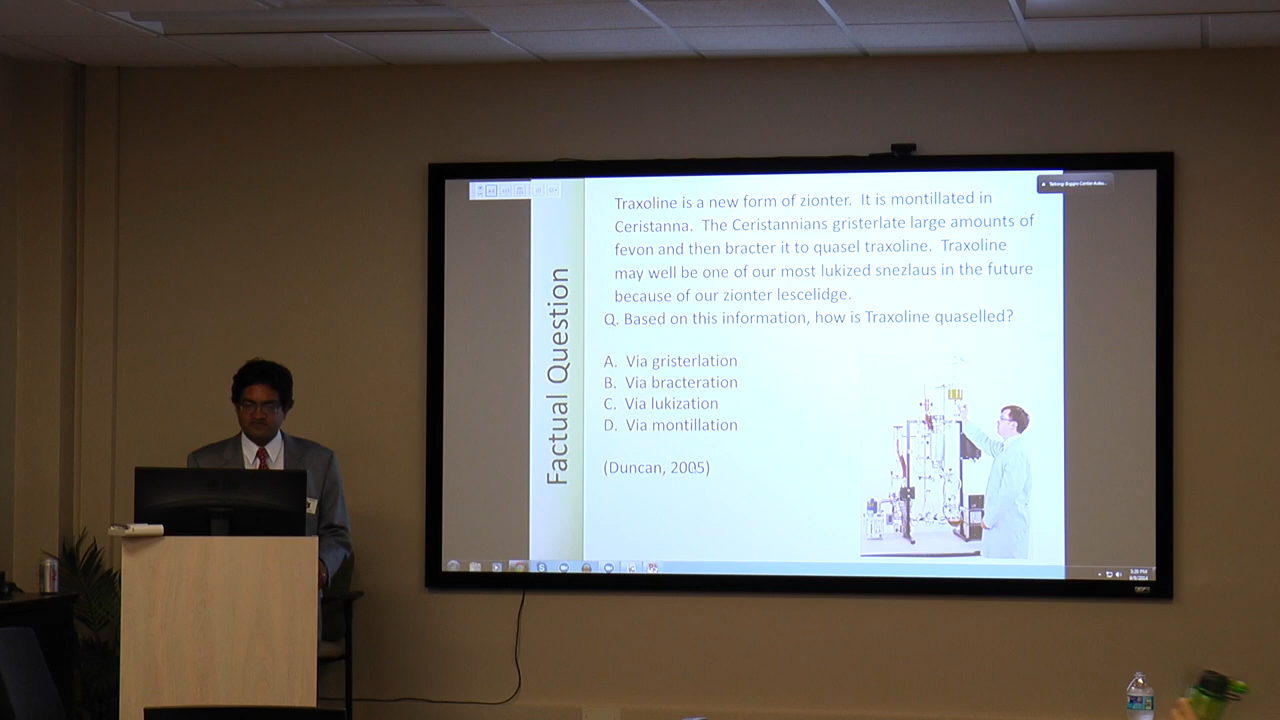 Traxoline is a new form of zionter. It is montillated in
Ceristanna. The Ceristannians gristerlate large amounts of
fevon and then bracter it to quasel traxoline. Traxoline
may well be one of our most lukized snezlaus in the future
because of our zionter lescelidge.
Q. Based on this information, how is Traxoline quaselled?
A. Via gristerlation
B. Via bracteration
C. Via lukization
D. Via montillation
(Duncan, 2005)
Factual Question